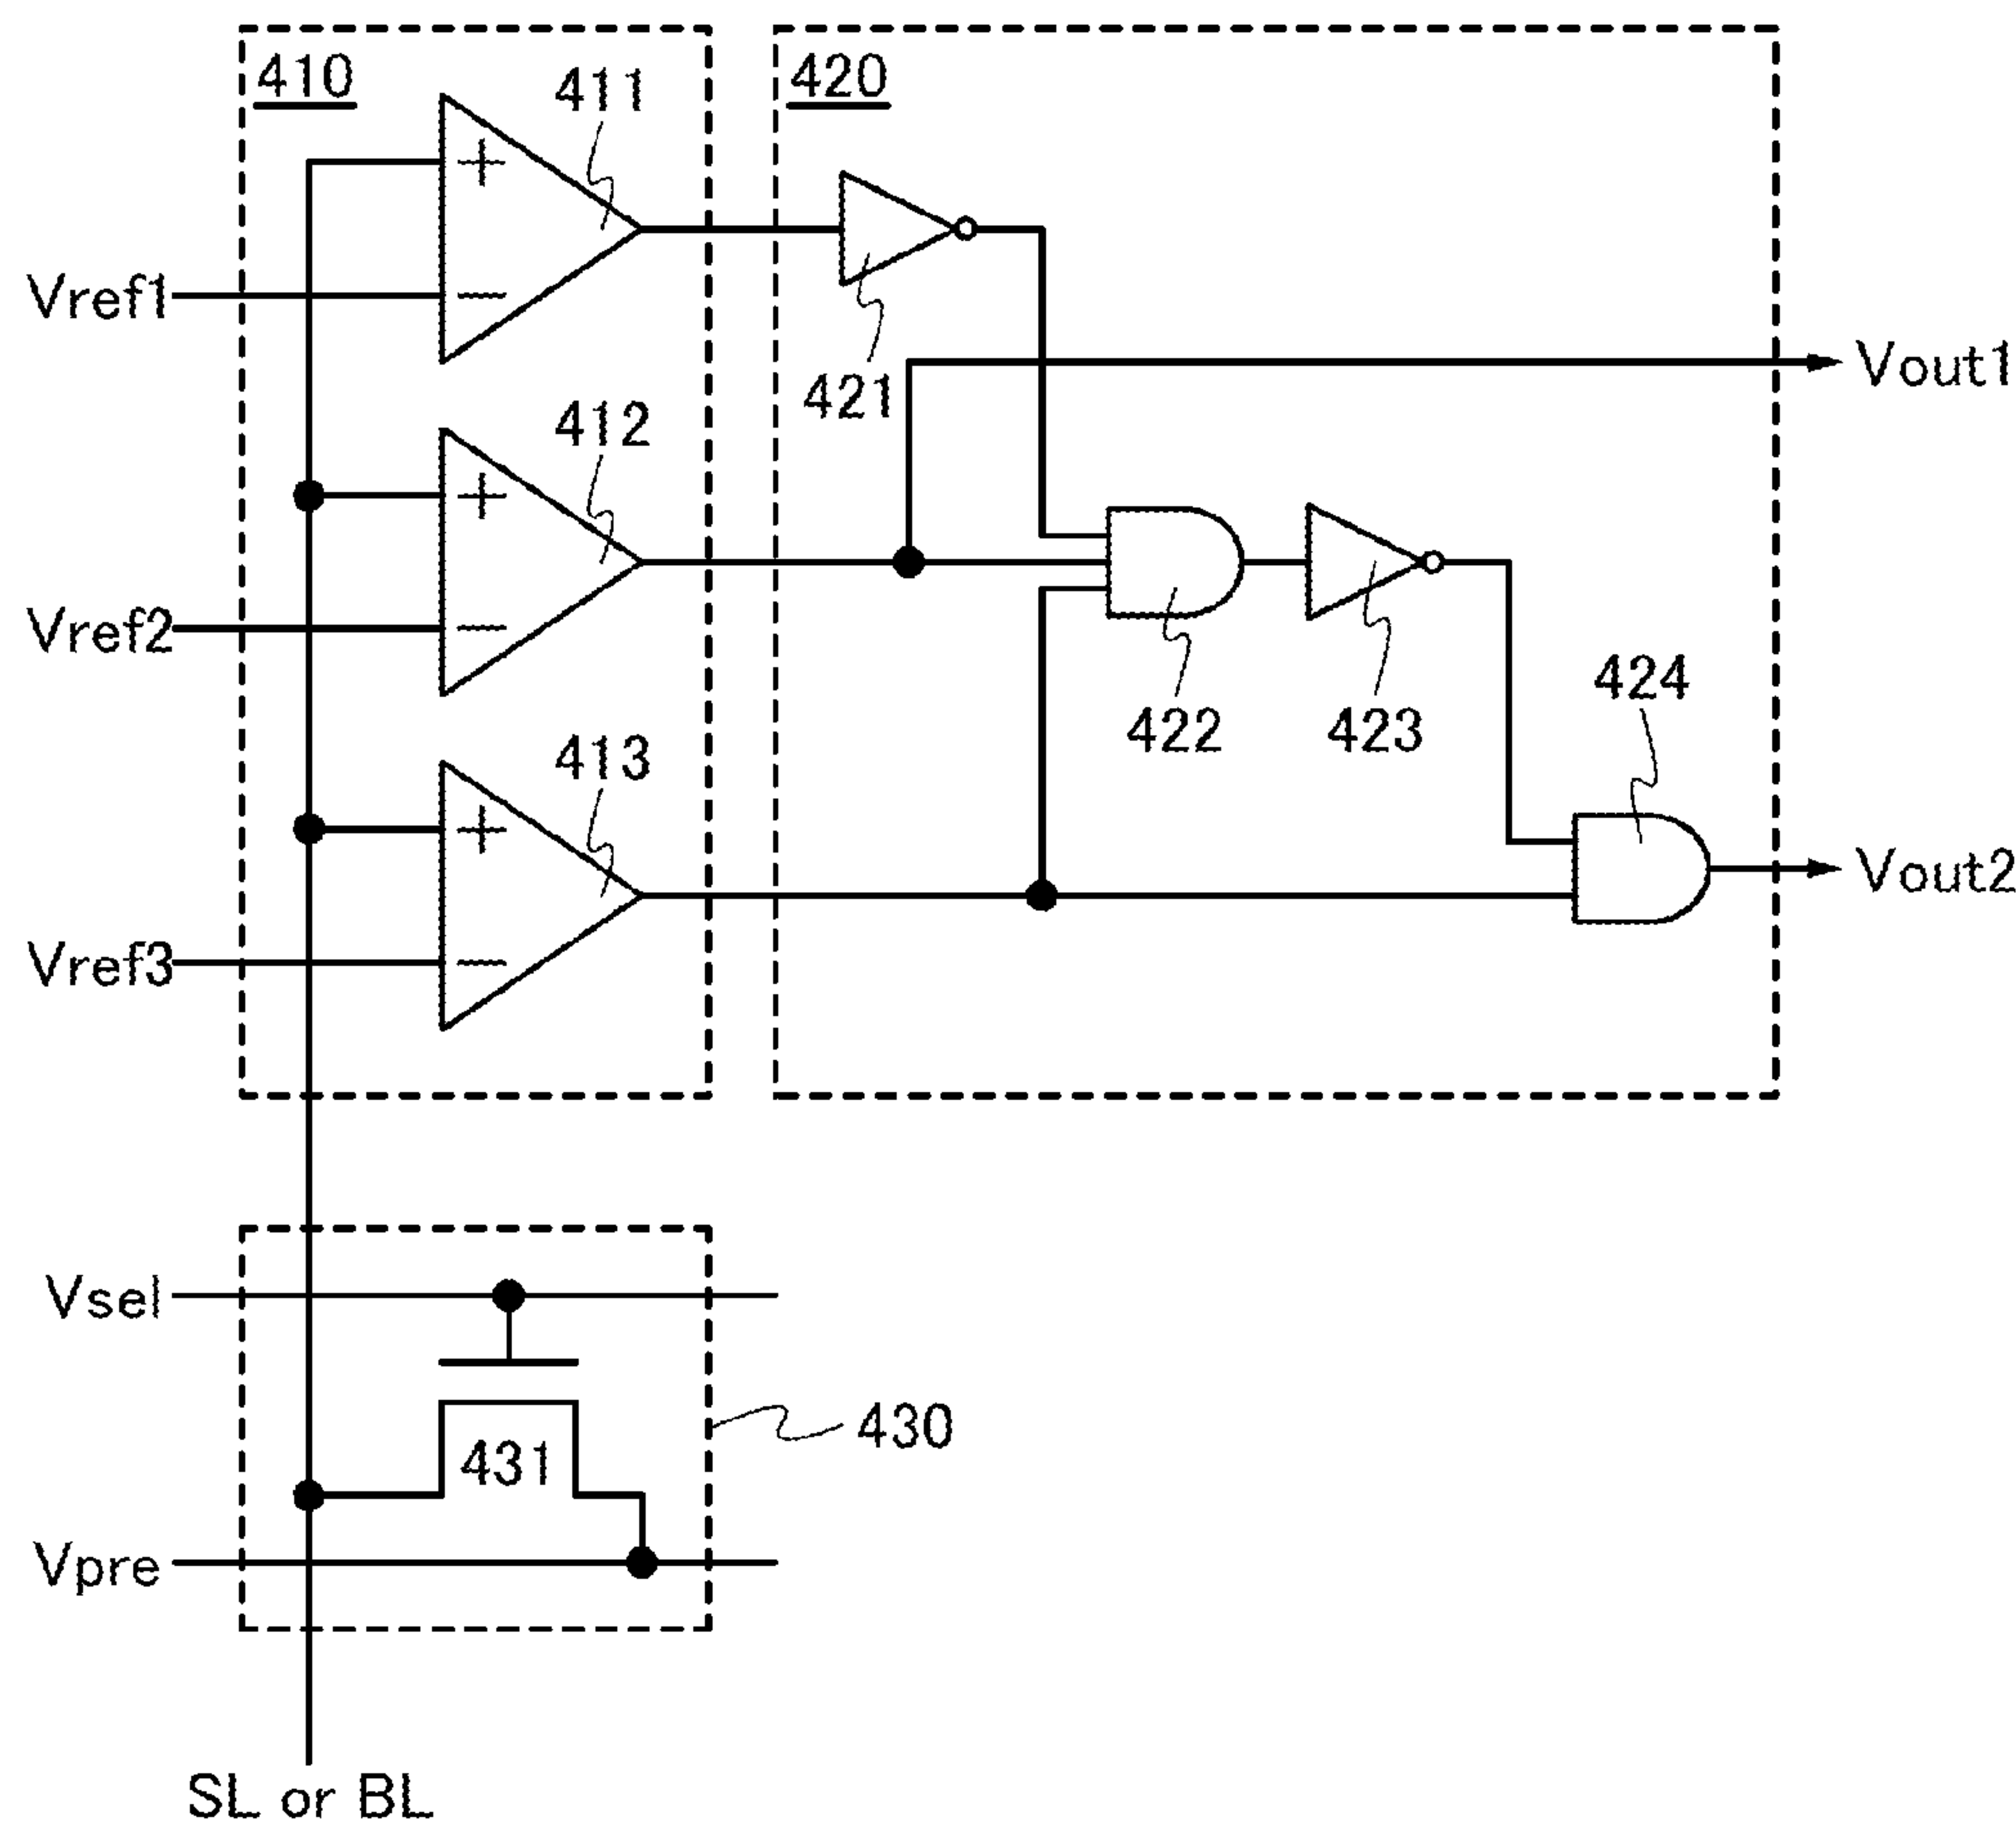 410
411
420
+
Vref1
−
421
Vout1
412
+
Vref2
−
422
423
424
413
+
Vout2
Vref3
−
Vsel
431
430
Vpre
SL or BL